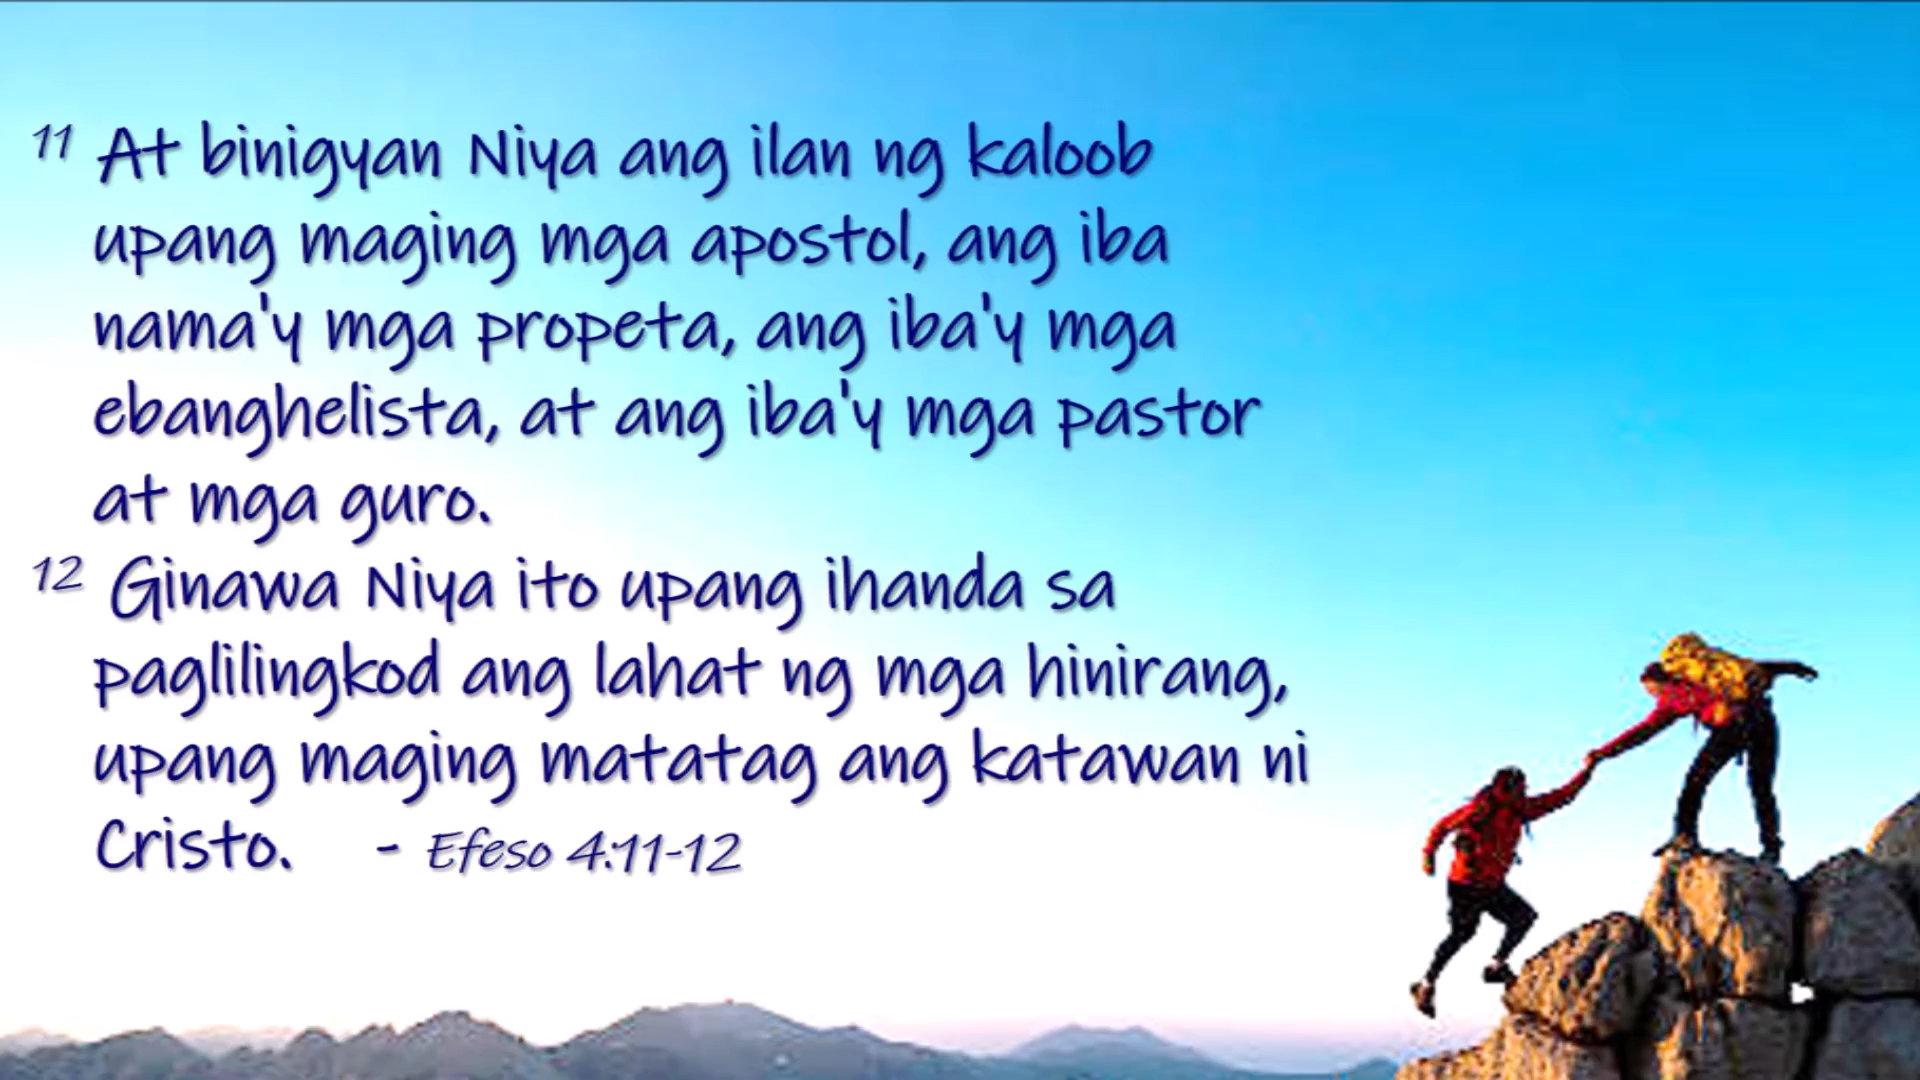 11 At binigyan Niya ang ilan ng kaloob
upang maging mga apostol, ang iba
nama'y mga propeta, ang iba'y mga
ebanghelista, at ang iba'y mga pastor
at mga guro.
12 Ginawa Niya ito upang ihanda sa
paglilingkod ang lahat ng mga hinirang,
upang maging matatag ang katawan ni
Cristo. - Efeso 4:11-12